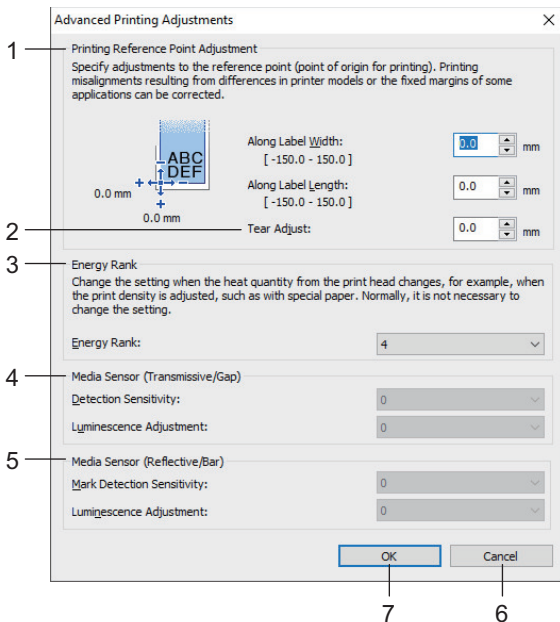 Advanced Printing Adjustments
1
Printing Reference Point Adjustment
Specify adjustments to the reference point (point of origin for printing). Printing
misalignments resulting from differences in printer models or the fixed margins of some
applications can be corrected.
Along Label Width:
0.0
mm
[ -150.0 - 150.0 ]
ABC
DEF
Along Label Length:
0.0
mm
[ -150.0 - 150.0 ]
0.0 mm
0.0 mm
2
Tear Adjust:
0.0
mm
3
Energy Rank
Change the setting when the heat quantity from the print head changes, for example, when
the print density is adjusted, such as with special paper. Normally, it is not necessary to
change the setting.
Energy Rank:
4
4
Media Sensor (Transmissive/Gap)
Detection Sensitivity:
0
Luminescence Adjustment:
0
5
Media Sensor (Reflective/Bar)
Mark Detection Sensitivity:
0
Luminescence Adjustment:
0
OK
Cancel
7
6